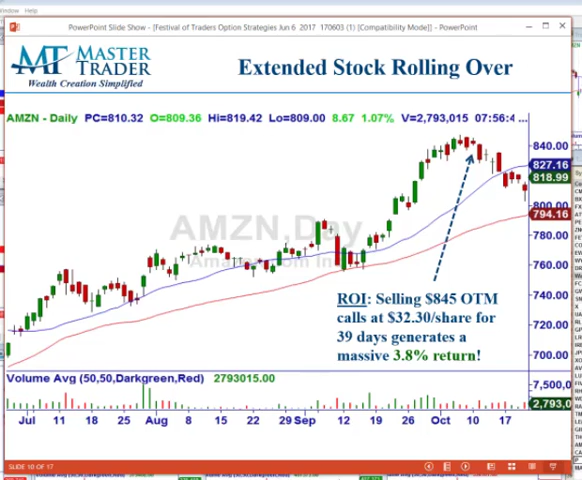 Window Help
PowerPoint Slide Show - [Festival of Traders Option Strategies Jun 6 2017 170603 (1) [Compatibility Mode]] - PowerPoint
MT MASTER TRADER
Wealth Creation Simplified
Extended Stock Rolling Over
AMZN - Daily PC=810.32 O=809.36 Hi=819.42 Lo=809.00 8.67 1.07% V=2,793,015 07:56:4 ...
840.00
827.16
818.99
800.00
794.16
780.00
760.00
740.00
720.00
700.00
AMZN,Day
Amazon.com In
ROI: Selling $845 OTM
calls at $32.30/share for
39 days generates a
massive 3.8% return!
Volume Avg (50,50,Darkgreen,Red) 2793015.00
7,500,
2,793,0
Jul 11 18 25 Aug 8 15 22 29 Sep 12 19 26 Oct 10 17
SLIDE 10 OF 17